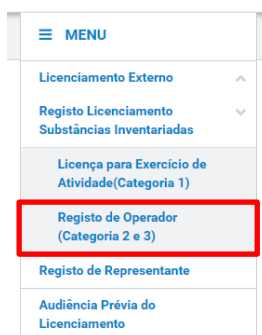 ☰ MENU
Licenciamento Externo
Registo Licenciamento
Substâncias Inventariadas
Licença para Exercício de
Atividade(Categoria 1)
Registo de Operador
(Categoria 2 e 3)
Registo de Representante
Audiência Prévia do
Licenciamento